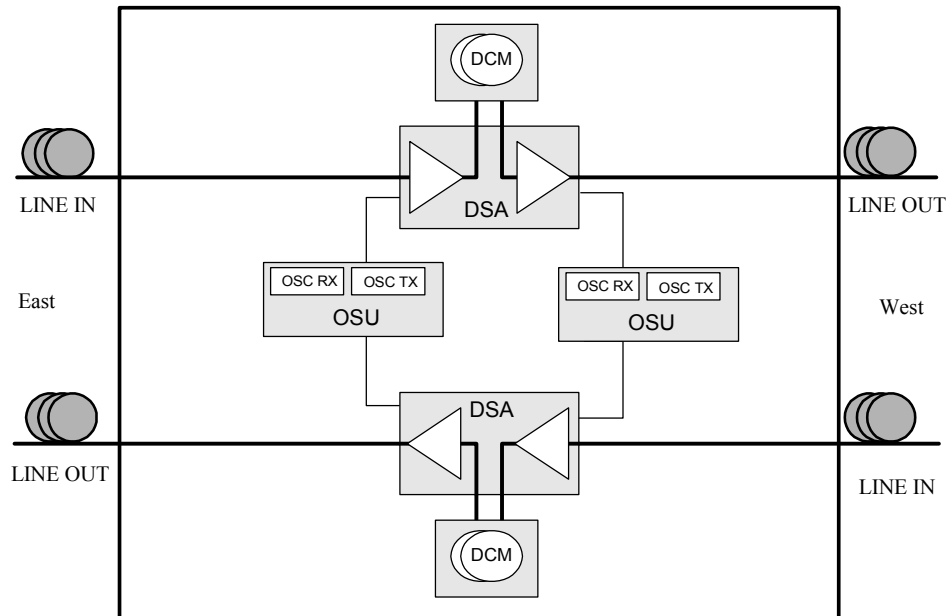 DCM
LINE IN
DSA
LINE OUT
OSC RX
OSC TX
OSU
OSC RX
OSC TX
OSU
East
West
DSA
LINE OUT
LINE IN
DCM